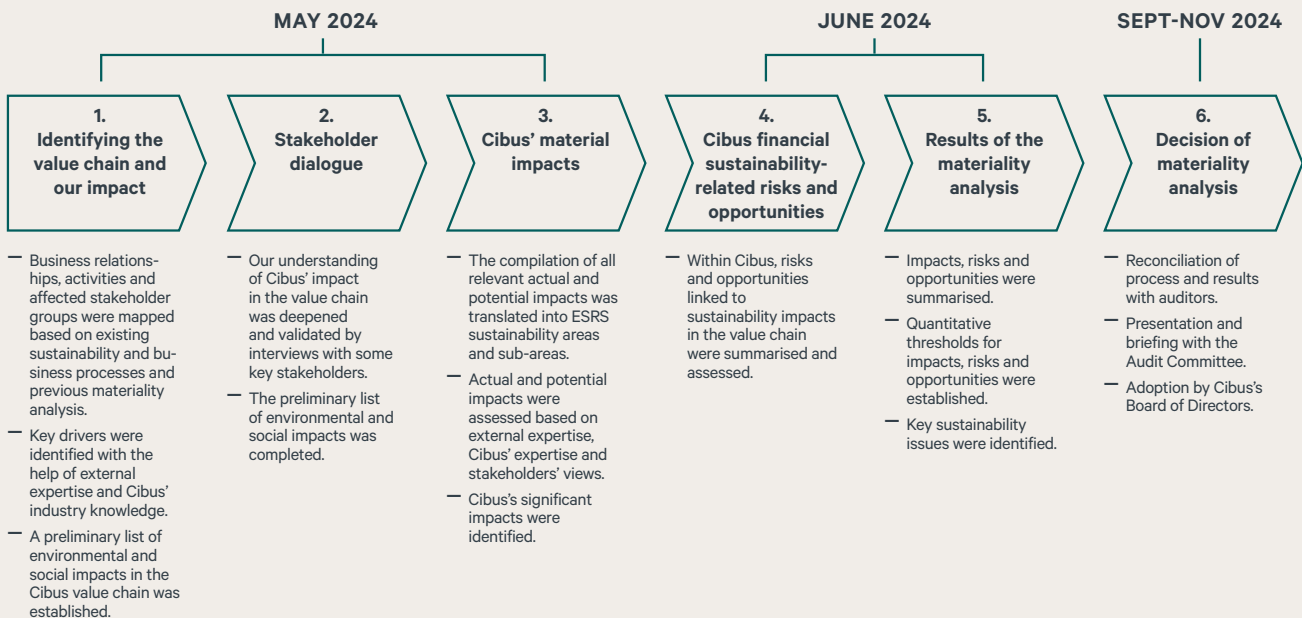 MAY 2024
JUNE 2024
SEPT-NOV 2024
1.
Identifying the
value chain and
our impact
2.
Stakeholder
dialogue
3.
Cibus’ material
impacts
4.
Cibus financial
sustainability-
related risks and
opportunities
5.
Results of the
materiality
analysis
6.
Decision of
materiality
analysis
— Business relations-
hips, activities and
affected stakeholder
groups were mapped
based on existing
sustainability and bu-
siness processes and
previous materiality
analysis.
— Key drivers were
identified with the
help of external
expertise and Cibus’
industry knowledge.
— A preliminary list of
environmental and
social impacts in the
Cibus value chain was
established.
— Our understanding
of Cibus’ impact
in the value chain
was deepened
and validated by
interviews with some
key stakeholders.
— The preliminary list
of environmental and
social impacts was
completed.
— The compilation of all
relevant actual and
potential impacts was
translated into ESRS
sustainability areas
and sub-areas.
— Actual and potential
impacts were
assessed based on
external expertise,
Cibus’ expertise and
stakeholders’ views.
— Cibus’s significant
impacts were
identified.
— Within Cibus, risks
and opportunities
linked to
sustainability impacts
in the value chain
were summarised and
assessed.
— Impacts, risks and
opportunities were
summarised.
— Quantitative
thresholds for
impacts, risks and
opportunities were
established.
— Key sustainability
issues were identified.
— Reconciliation of
process and results
with auditors.
— Presentation and
briefing with the
Audit Committee.
— Adoption by Cibus’s
Board of Directors.